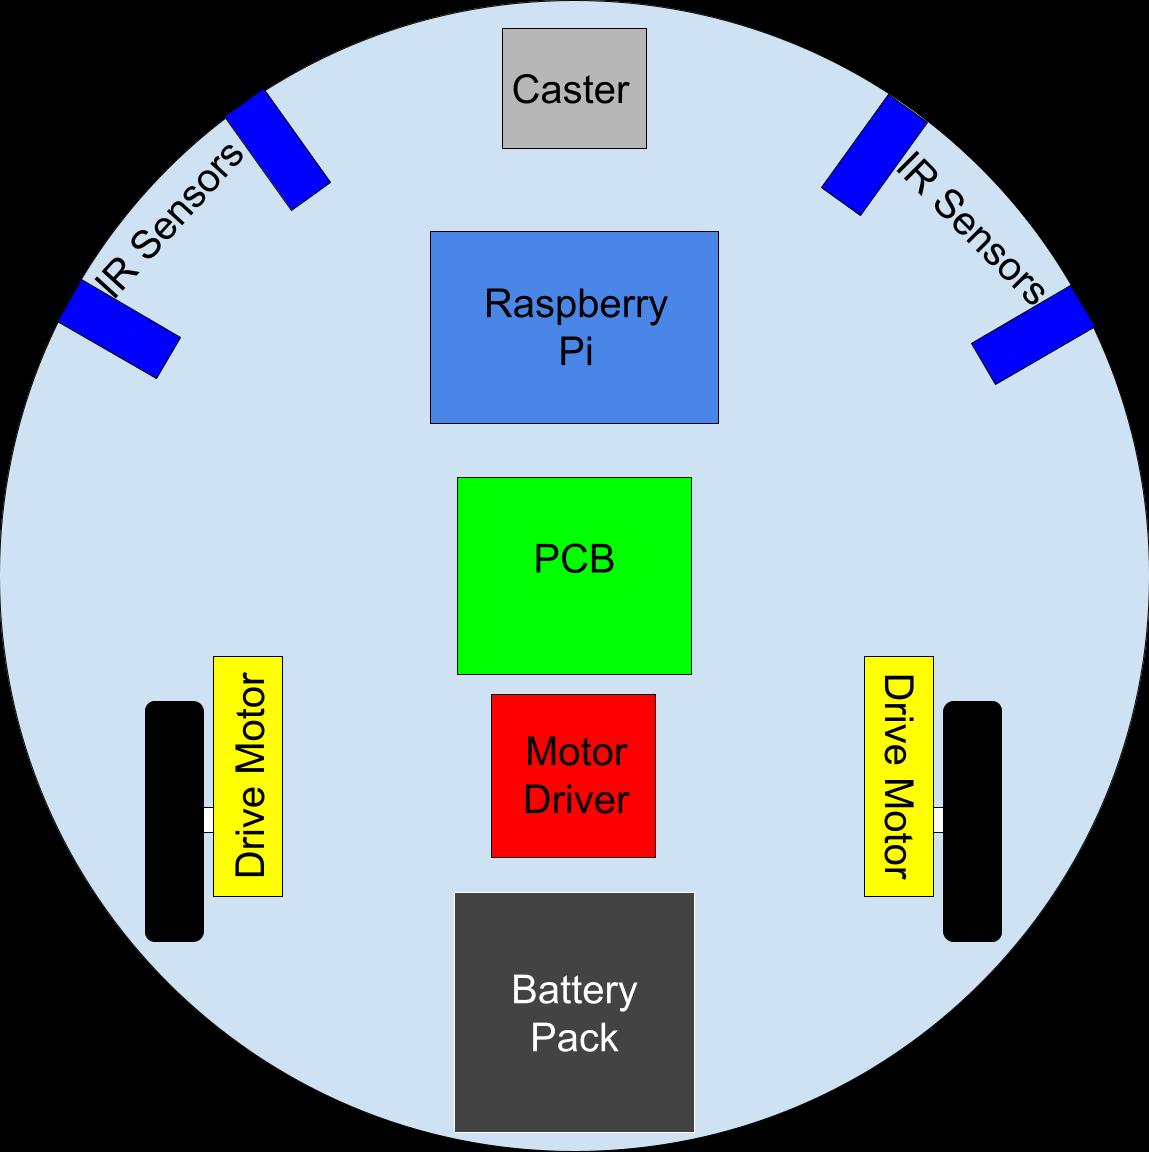 Caster
IR Sensors
IR Sensors
Raspberry
Pi
PCB
Drive Motor
Motor
Driver
Drive Motor
Battery
Pack